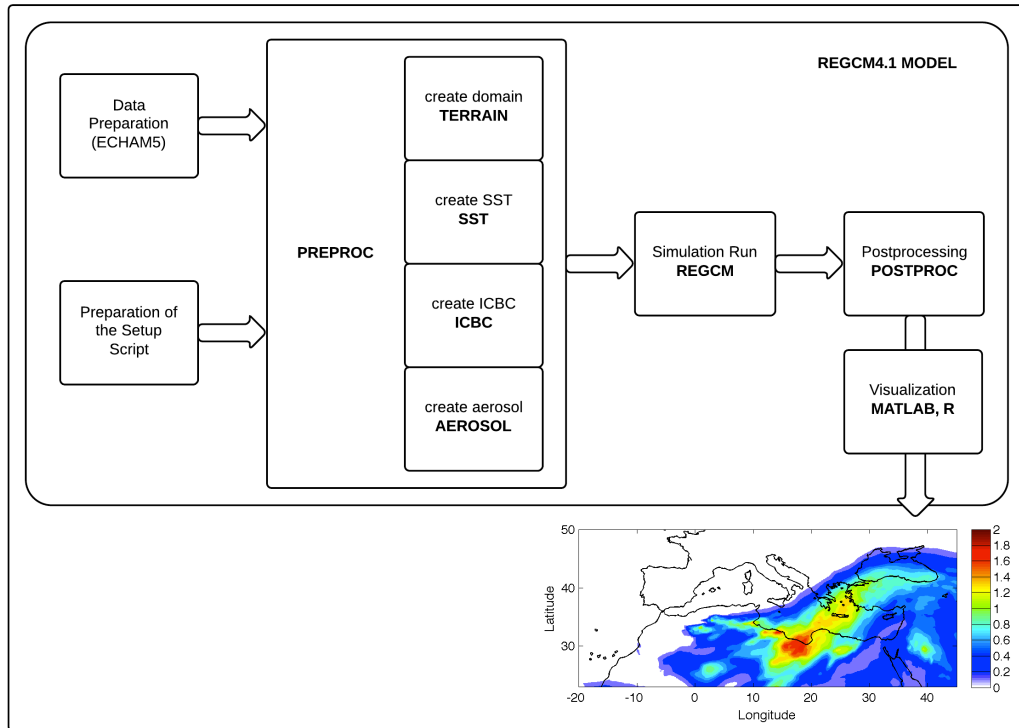 REGCM4.1 MODEL
Data
Preparation
(ECHAM5)
Preparation of
the Setup
Script
PREPROC
create domain
TERRAIN
create SST
SST
create ICBC
ICBC
create aerosol
AEROSOL
Simulation Run
REGCM
Postprocessing
POSTPROC
Visualization
MATLAB, R
50
40
30
Latitude
-20
-10
0
10
20
30
40
Longitude
2
1.8
1.6
1.4
1.2
1
0.8
0.6
0.4
0.2
0